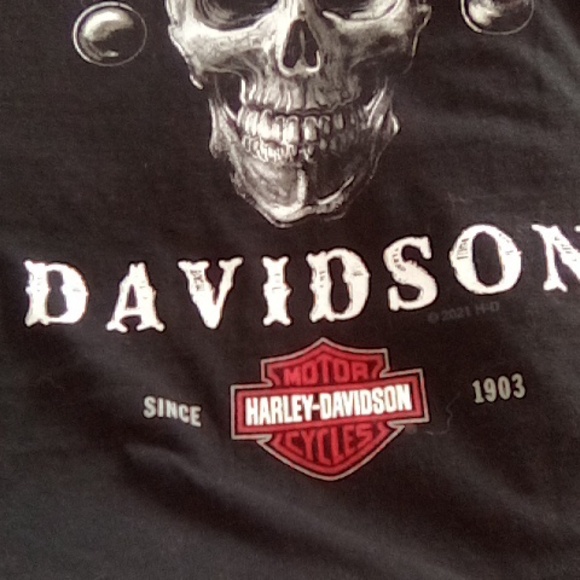 DAVIDSON
© 2021 H-D
MOTOR
SINCE HARLEY-DAVIDSON 1903
CYCLES